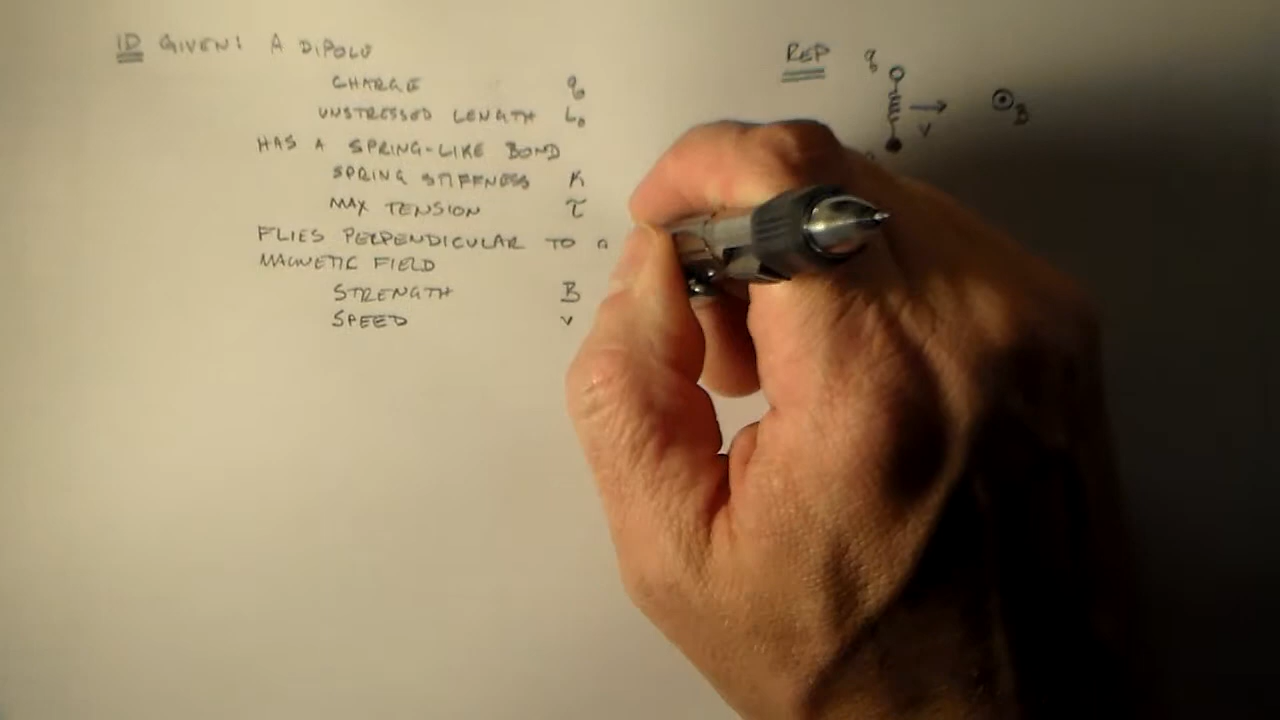 ID GIVEN: A DIPOLE
CHARGE q
UNSTRESSED LENGTH L₀
HAS A SPRING-LIKE BOND
SPRING STIFFNESS K
MAX TENSION τ
FLIES PERPENDICULAR TO a
MAGNETIC FIELD
STRENGTH B
SPEED v
REP
q
v
B